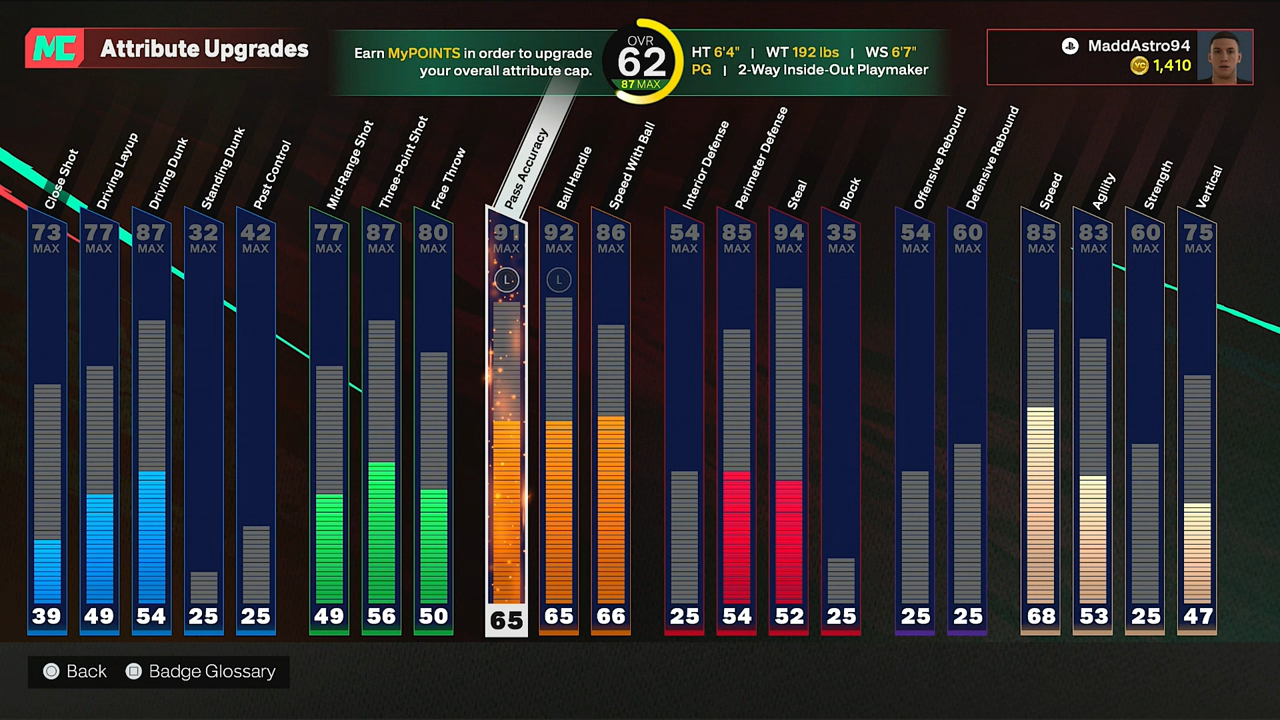 MC Attribute Upgrades
Earn MyPOINTS in order to upgrade
your overall attribute cap.
OVR
62
87 MAX
HT 6'4" | WT 192 lbs | WS 6'7"
PG | 2-Way Inside-Out Playmaker
MaddAstro94
VC 1,410
Close Shot
Driving Layup
Driving Dunk
Standing Dunk
Post Control
Mid-Range Shot
Three-Point Shot
Free Throw
Pass Accuracy
Ball Handle
Speed With Ball
Interior Defense
Perimeter Defense
Steal
Block
Offensive Rebound
Defensive Rebound
Speed
Agility
Strength
Vertical
73 77 87 32 42 77 87 80 91 92 86 54 85 94 35 54 60 85 83 60 75
MAX MAX MAX MAX MAX MAX MAX MAX MAX MAX MAX MAX MAX MAX MAX MAX MAX MAX MAX MAX MAX
L L
39 49 54 25 25 49 56 50 65 65 66 25 54 52 25 25 25 68 53 25 47
Back Badge Glossary